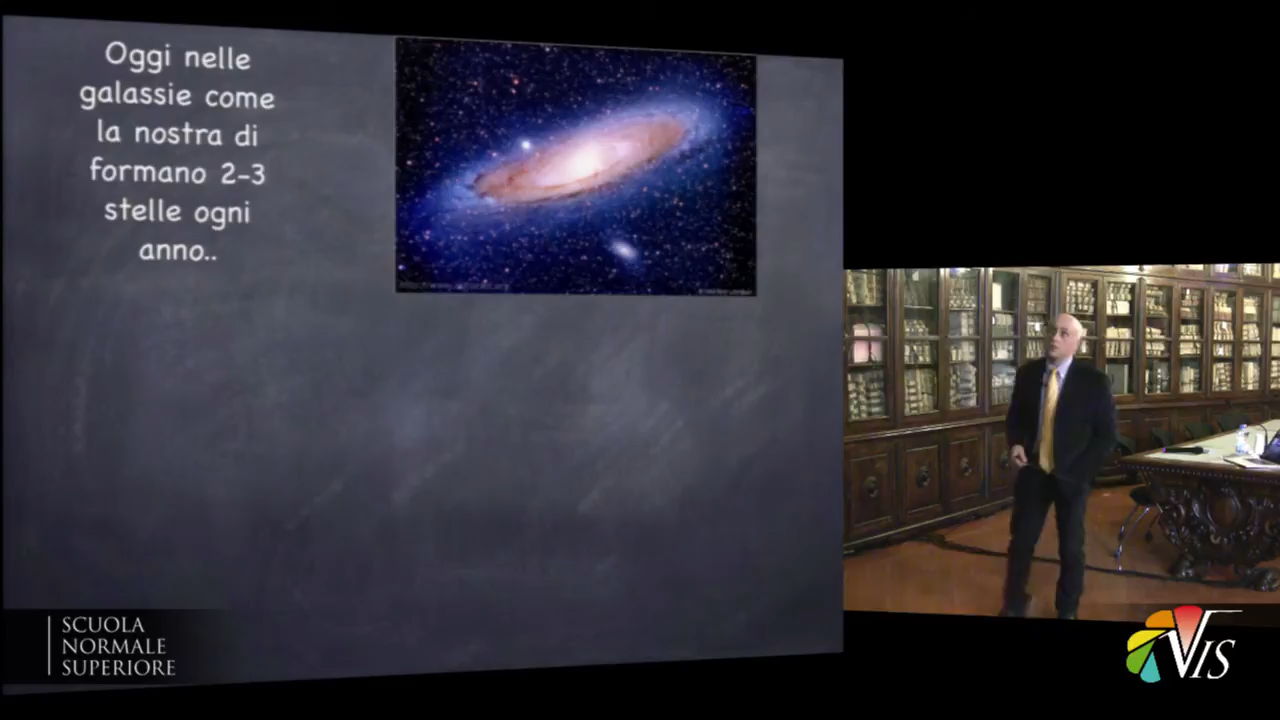 Oggi nelle
galassie come
la nostra di
formano 2-3
stelle ogni
anno..
SCUOLA
NORMALE
SUPERIORE
VIS